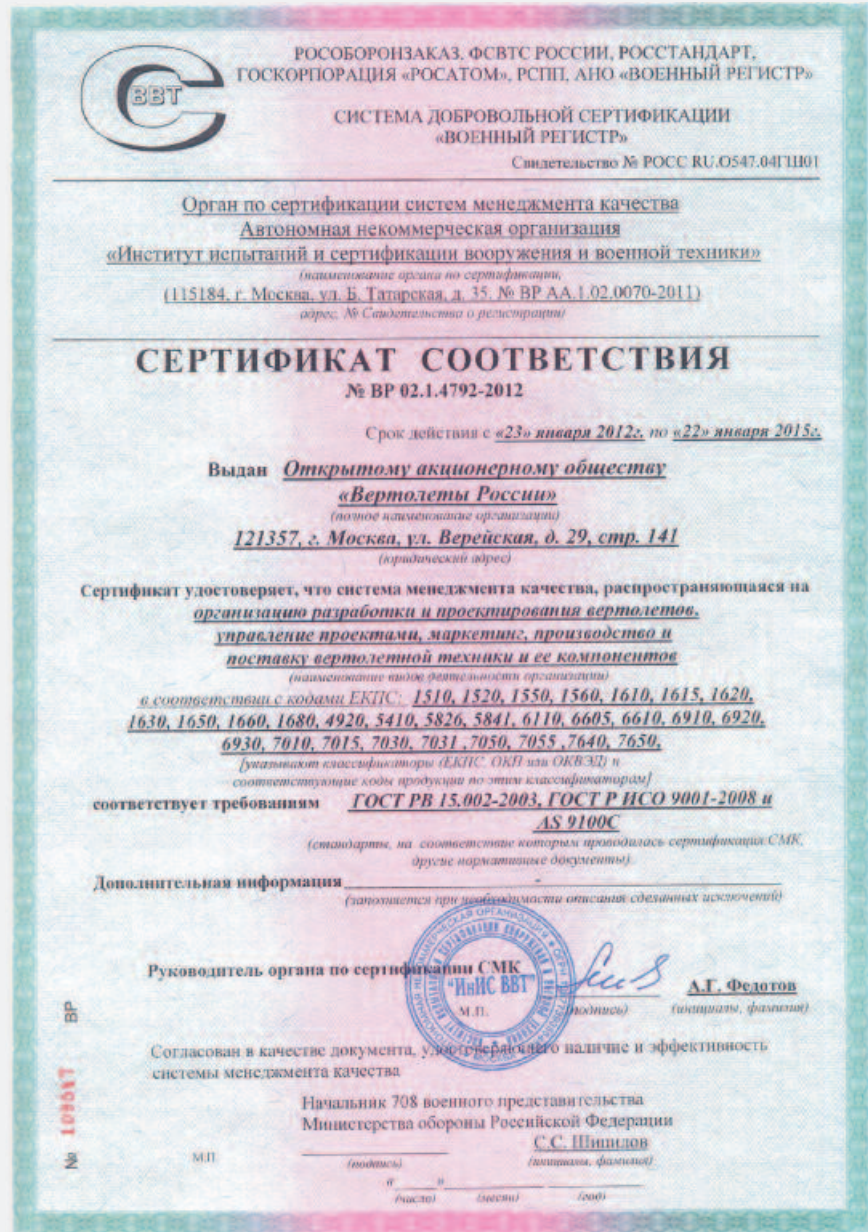 ВВТ
РОСОБОРОНЗАКАЗ, ФСВТС РОССИИ, РОССТАНДАРТ,
ГОСКОРПОРАЦИЯ «РОСАТОМ», РСПП, АНО «ВОЕННЫЙ РЕГИСТР»
СИСТЕМА ДОБРОВОЛЬНОЙ СЕРТИФИКАЦИИ
«ВОЕННЫЙ РЕГИСТР»
Свидетельство № РОСС RU.О547.04ГШ01
Орган по сертификации систем менеджмента качества
Автономная некоммерческая организация
«Институт испытаний и сертификации вооружения и военной техники»
(наименование органа по сертификации,
(115184, г. Москва, ул. Б. Татарская, д. 35. № ВР АА.1.02.0070-2011)
адрес, № Свидетельства о регистрации)
СЕРТИФИКАТ СООТВЕТСТВИЯ
№ ВР 02.1.4792-2012
Срок действия с «23» января 2012г. по «22» января 2015г.
Выдан Открытому акционерному обществу
«Вертолеты России»
(полное наименование организации)
121357, г. Москва, ул. Верейская, д. 29, стр. 141
(юридический адрес)
Сертификат удостоверяет, что система менеджмента качества, распространяющаяся на
организацию разработки и проектирования вертолетов,
управление проектами, маркетинг, производство и
поставку вертолетной техники и ее компонентов
(наименование видов деятельности организации)
в соответствии с кодами ЕКПС: 1510, 1520, 1550, 1560, 1610, 1615, 1620,
1630, 1650, 1660, 1680, 4920, 5410, 5826, 5841, 6110, 6605, 6610, 6910, 6920,
6930, 7010, 7015, 7030, 7031 ,7050, 7055 ,7640, 7650,
[указывают классификаторы (ЕКПС, ОКП или ОКВЭД) и
соответствующие коды продукции по этим классификаторам]
соответствует требованиям ГОСТ РВ 15.002-2003, ГОСТ Р ИСО 9001-2008 и
AS 9100C
(стандарты, на соответствие которым проводилась сертификация СМК,
другие нормативные документы)
Дополнительная информация -
(заполняется при необходимости описания сделанных исключений)
Руководитель органа по сертификации СМК
"ИнИС ВВТ"
М.П. (подпись)
А.Г. Федотов
(инициалы, фамилия)
Согласован в качестве документа, удостоверяющего наличие и эффективность
системы менеджмента качества
Начальник 708 военного представительства
Министерства обороны Российской Федерации
С.С. Шипилов
М.П. (подпись) (инициалы, фамилия)
« »
(число) (месяц) (год)
ВР
№